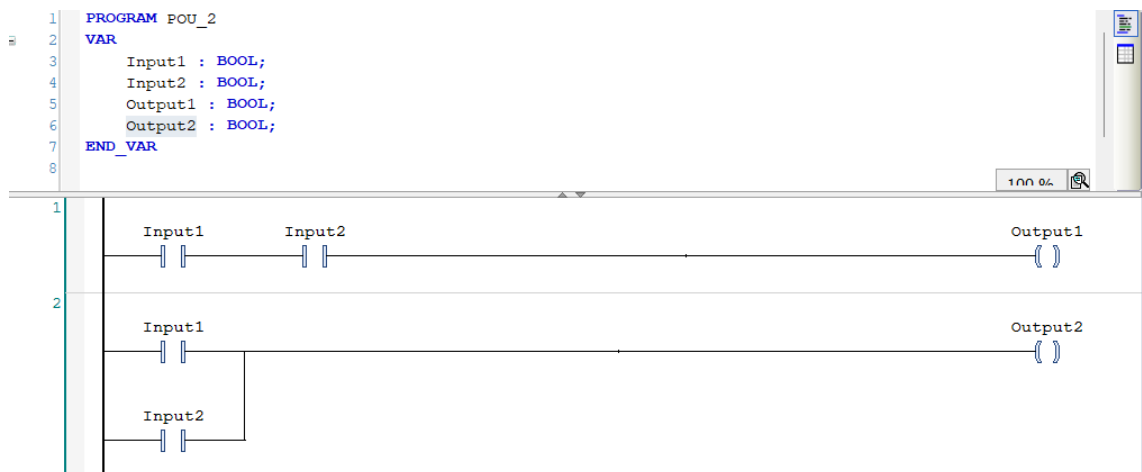 1 PROGRAM POU_2
2 VAR
3 Input1 : BOOL;
4 Input2 : BOOL;
5 Output1 : BOOL;
6 Output2 : BOOL;
7 END_VAR
8
100 %
1
Input1 Input2 Output1
2
Input1 Output2
Input2